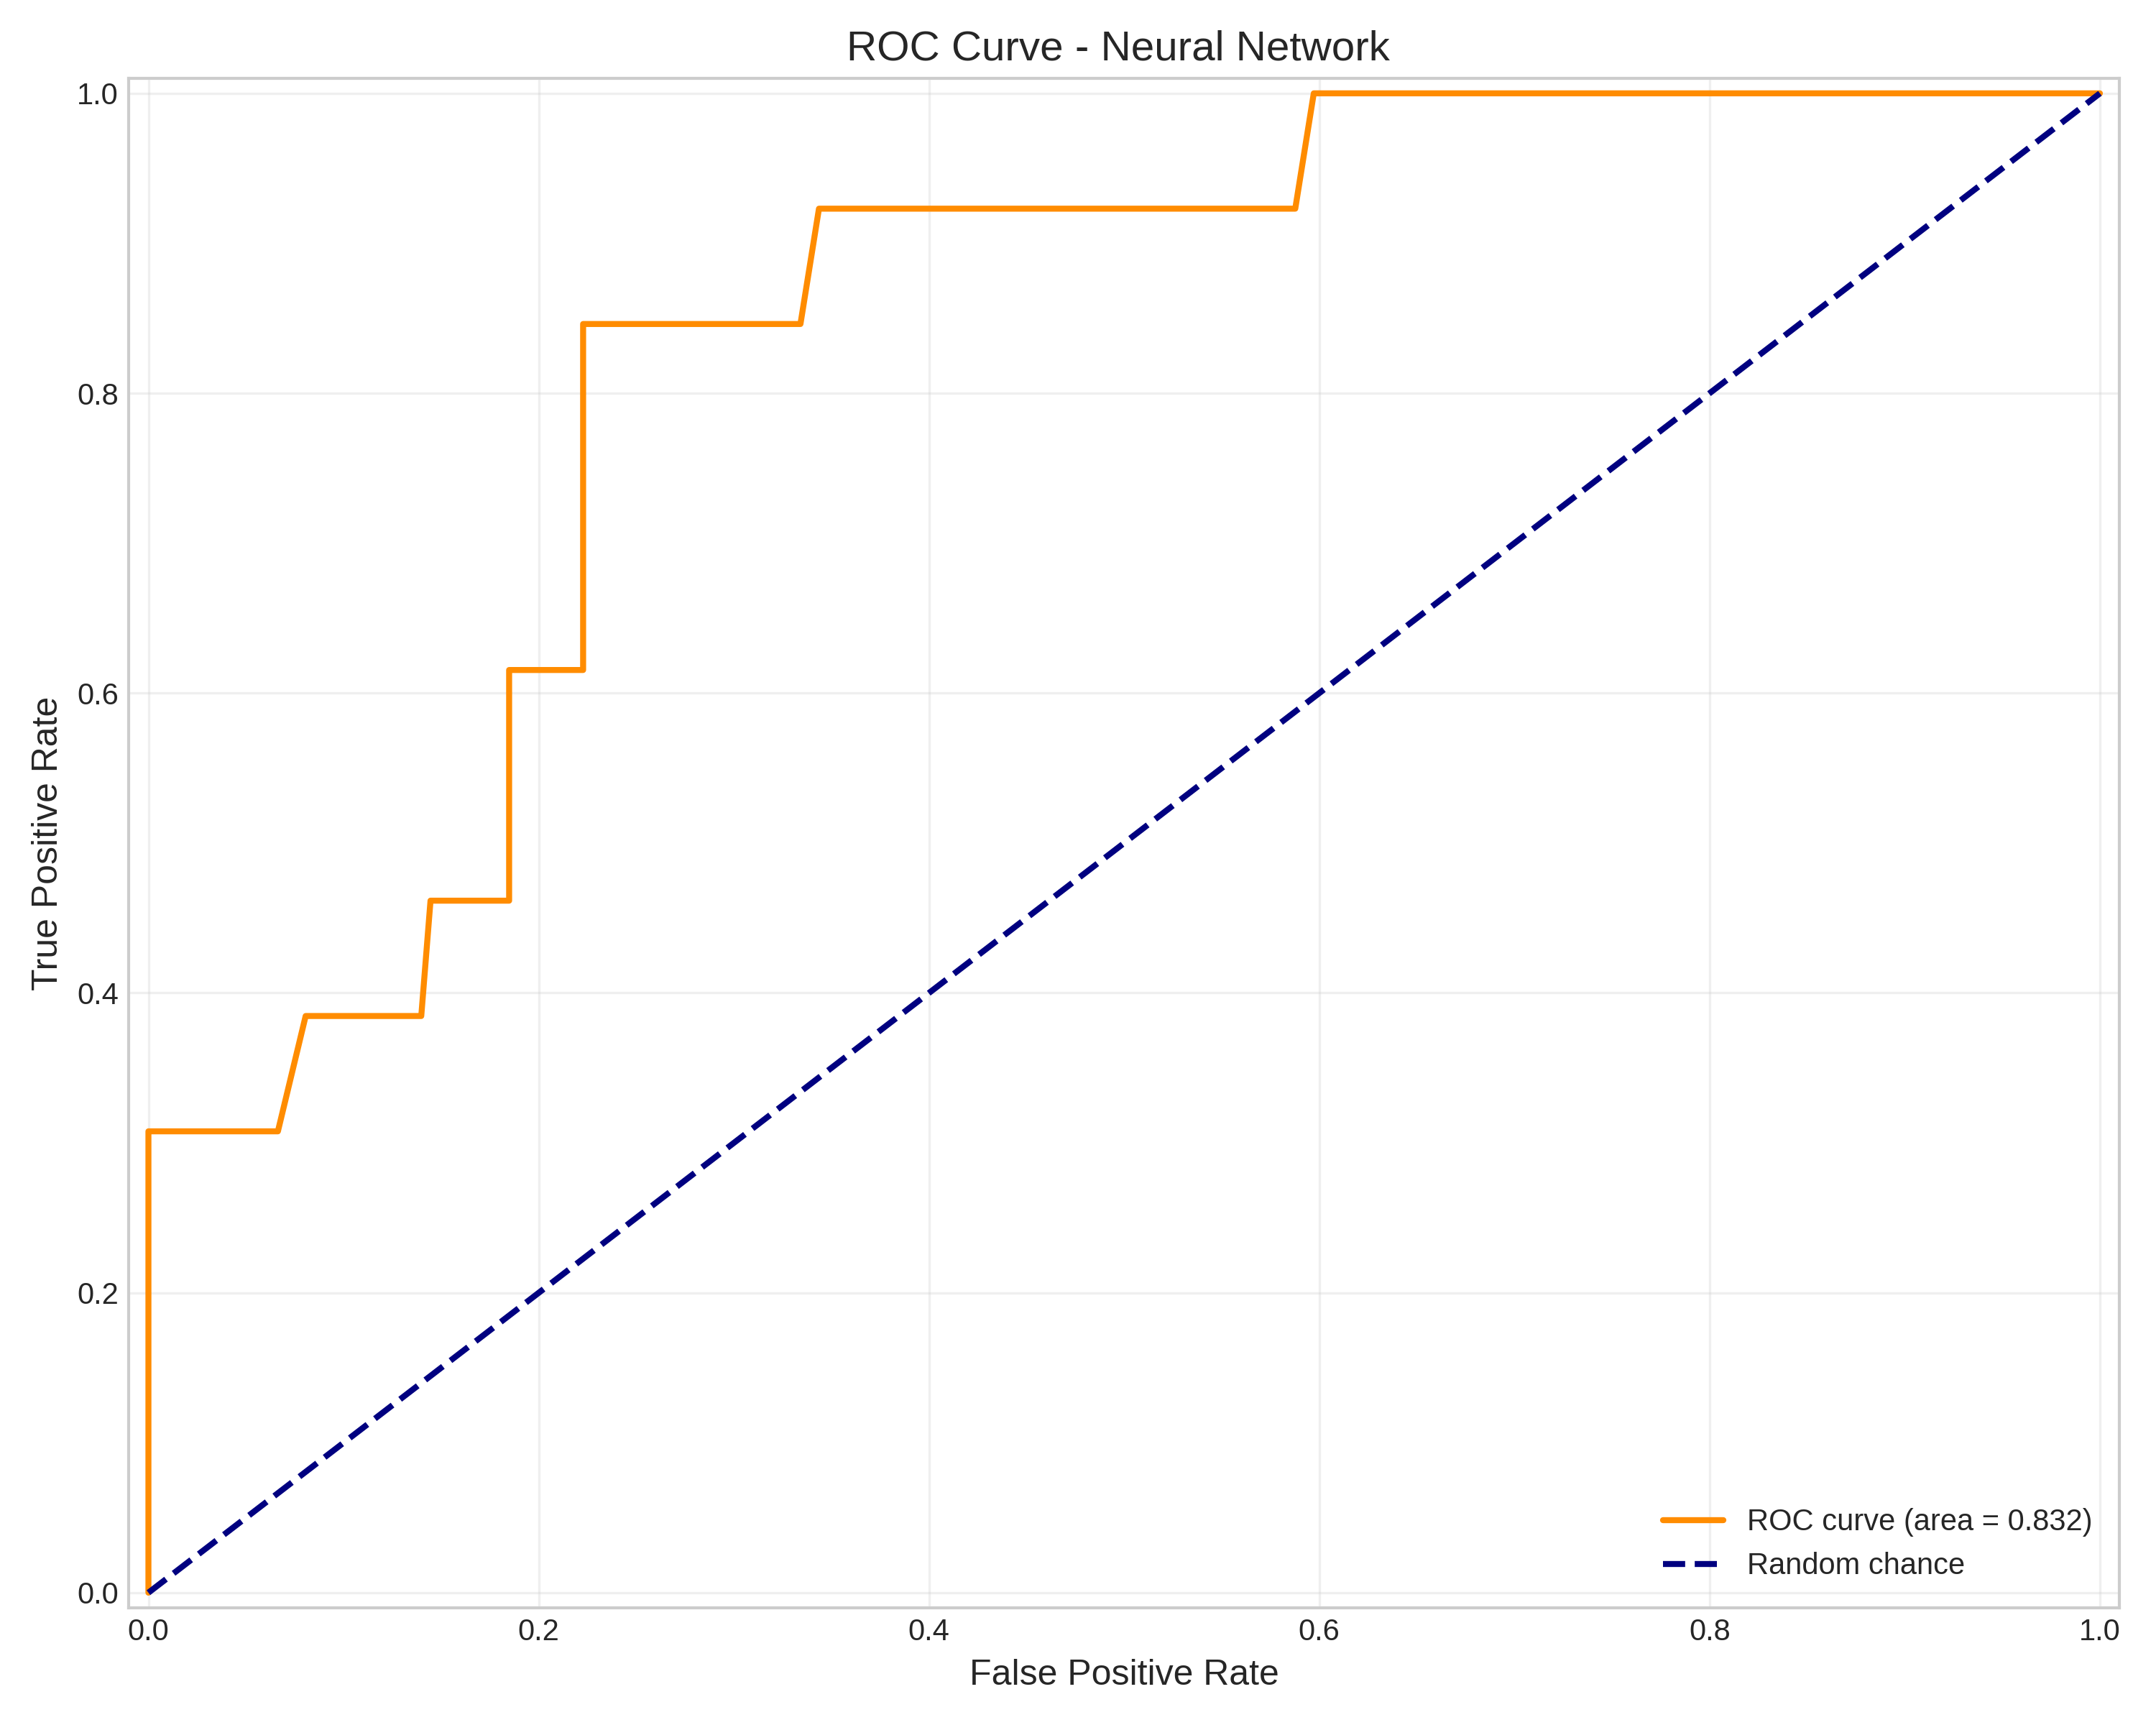 ROC Curve - Neural Network
1.0
0.8
0.6
0.4
0.2
0.0
True Positive Rate
0.0 0.2 0.4 0.6 0.8 1.0
False Positive Rate
ROC curve (area = 0.832)
Random chance